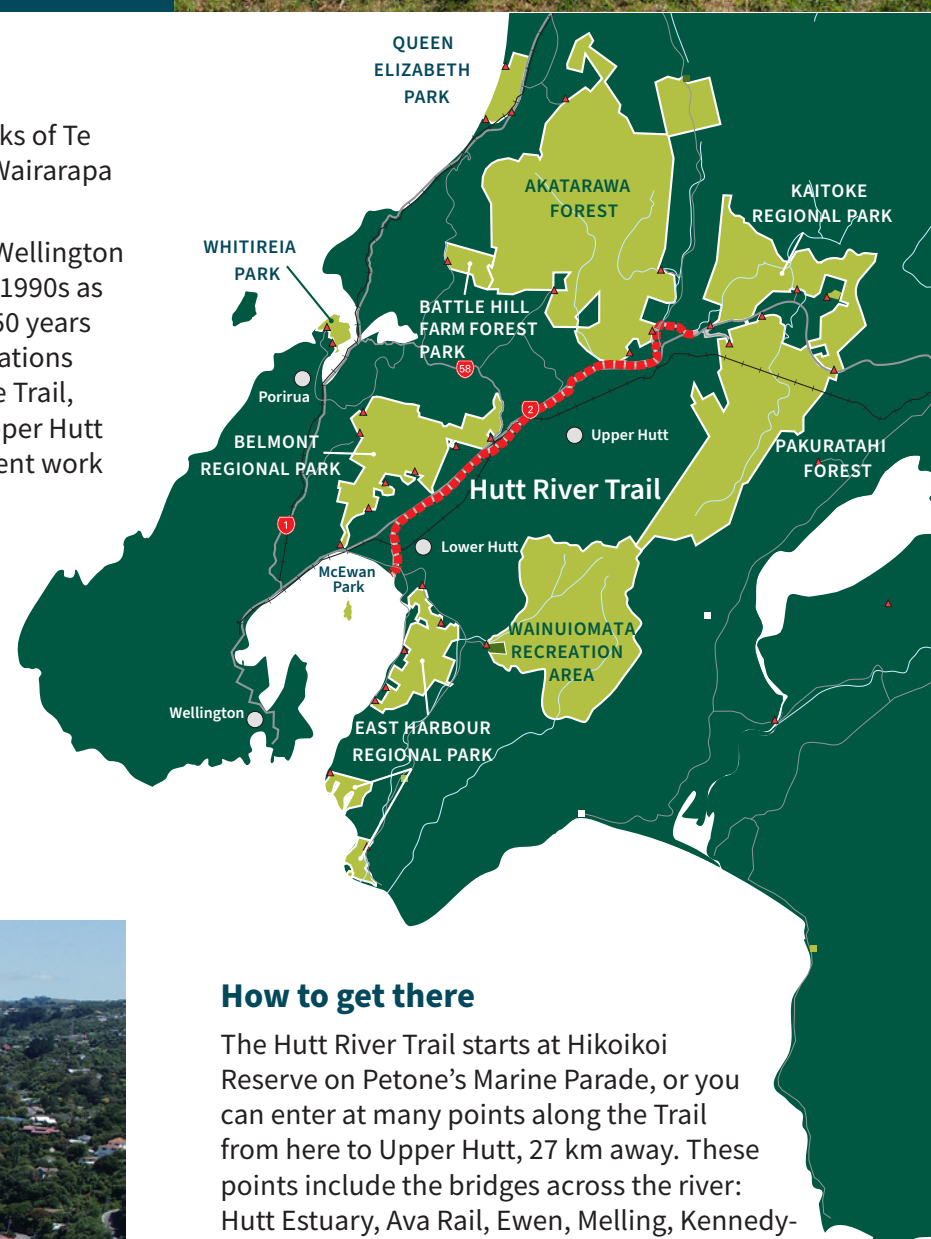 QUEEN
ELIZABETH
PARK
ks of Te
Wairarapa
Wellington
1990s as
50 years
ations
e Trail,
per Hutt
ent work
AKATARAWA
FOREST
KAITOKE
REGIONAL PARK
WHITIREIA
PARK
BATTLE HILL
FARM FOREST
PARK
58
Porirua
2
Upper Hutt
BELMONT
REGIONAL PARK
PAKURATAHI
FOREST
Hutt River Trail
1
Lower Hutt
McEwan
Park
WAINUIOMATA
RECREATION
AREA
Wellington
EAST HARBOUR
REGIONAL PARK
How to get there
The Hutt River Trail starts at Hikoikoi
Reserve on Petone’s Marine Parade, or you
can enter at many points along the Trail
from here to Upper Hutt, 27 km away. These
points include the bridges across the river:
Hutt Estuary, Ava Rail, Ewen, Melling, Kennedy-